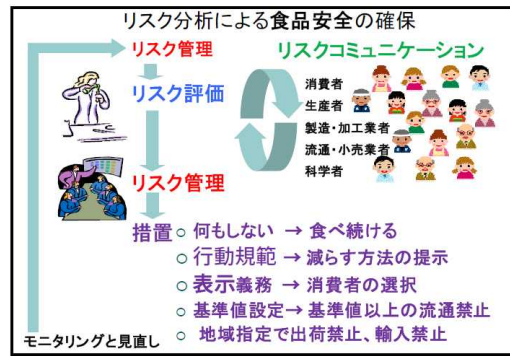 リスク分析による食品安全の確保
リスク管理
リスクコミュニケーション
リスク評価
消費者
生産者
製造・加工業者
流通・小売業者
科学者
リスク管理
措置
○ 何もしない → 食べ続ける
○ 行動規範 → 減らす方法の提示
○ 表示義務 → 消費者の選択
○ 基準値設定→ 基準値以上の流通禁止
○ 地域指定で出荷禁止、輸入禁止
モニタリングと見直し